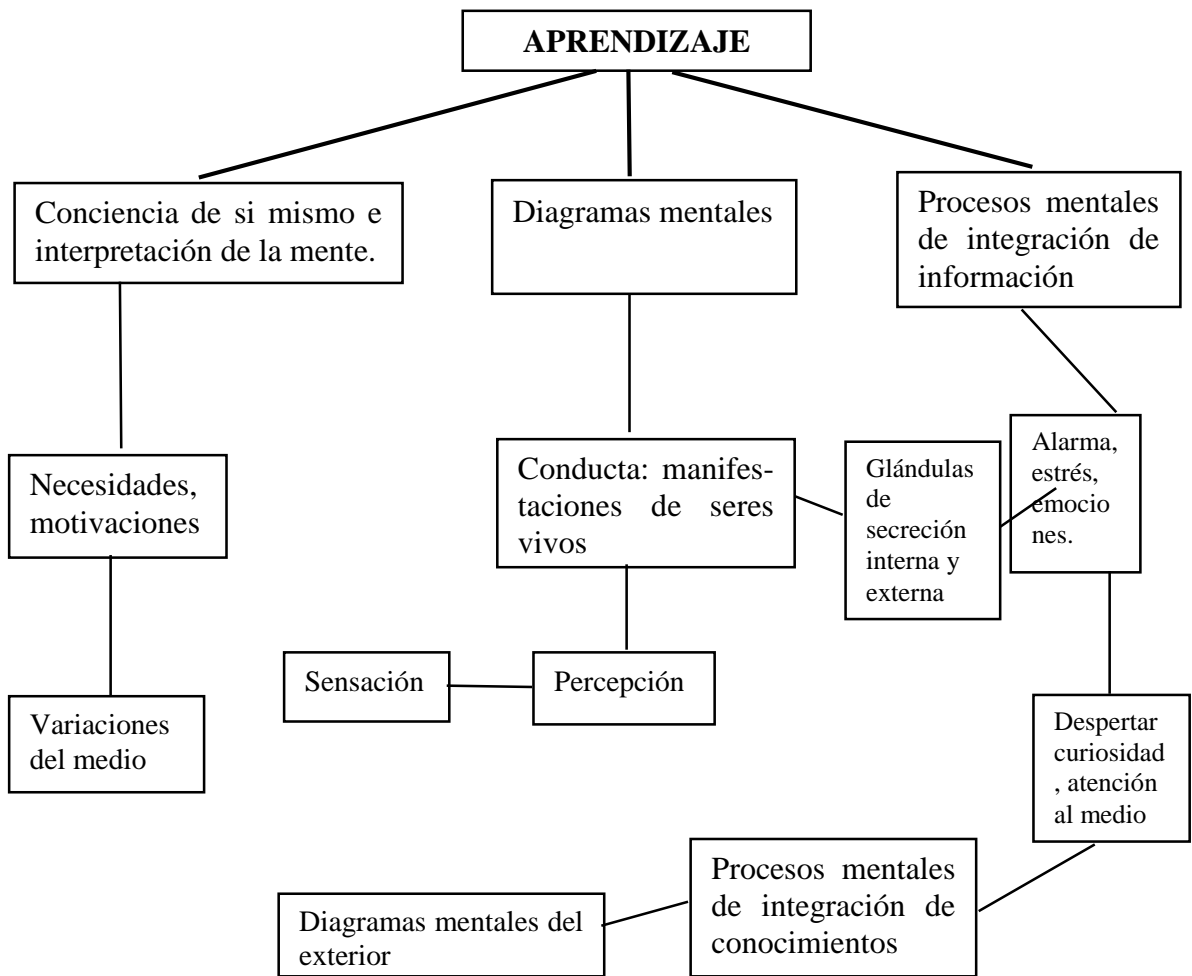 APRENDIZAJE
Conciencia de si mismo e
interpretación de la mente.
Diagramas mentales
Procesos mentales
de integración de
información
Necesidades,
motivaciones
Conducta: manifes-
taciones de seres
vivos
Glándulas
de
secreción
interna y
externa
Alarma,
estrés,
emocio
nes.
Sensación
Percepción
Variaciones
del medio
Despertar
curiosidad
, atención
al medio
Procesos mentales
de integración de
conocimientos
Diagramas mentales del
exterior